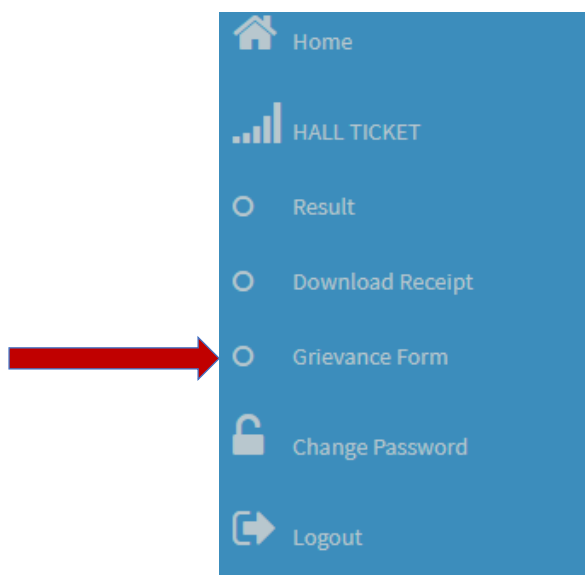 Home
HALL TICKET
Result
Download Receipt
Grievance Form
Change Password
Logout